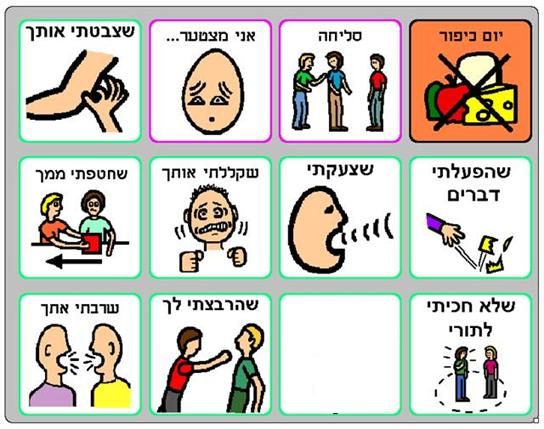 יום כיפור
סליחה
אני מצטער...
שצבטתי אותך
שהפעלתי
דברים
שצעקתי
שקללתי אותך
שחטפתי ממך
שלא חכיתי
לתורי
שהרבצתי לך
שרבתי אתך